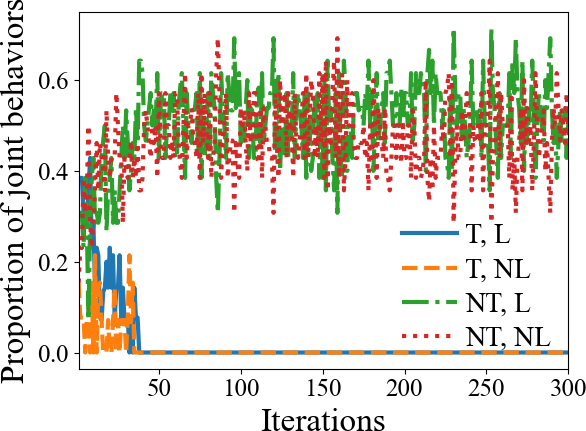 Proportion of joint behaviors
0.6
0.4
0.2
0.0
T, L
T, NL
NT, L
NT, NL
50 100 150 200 250 300
Iterations